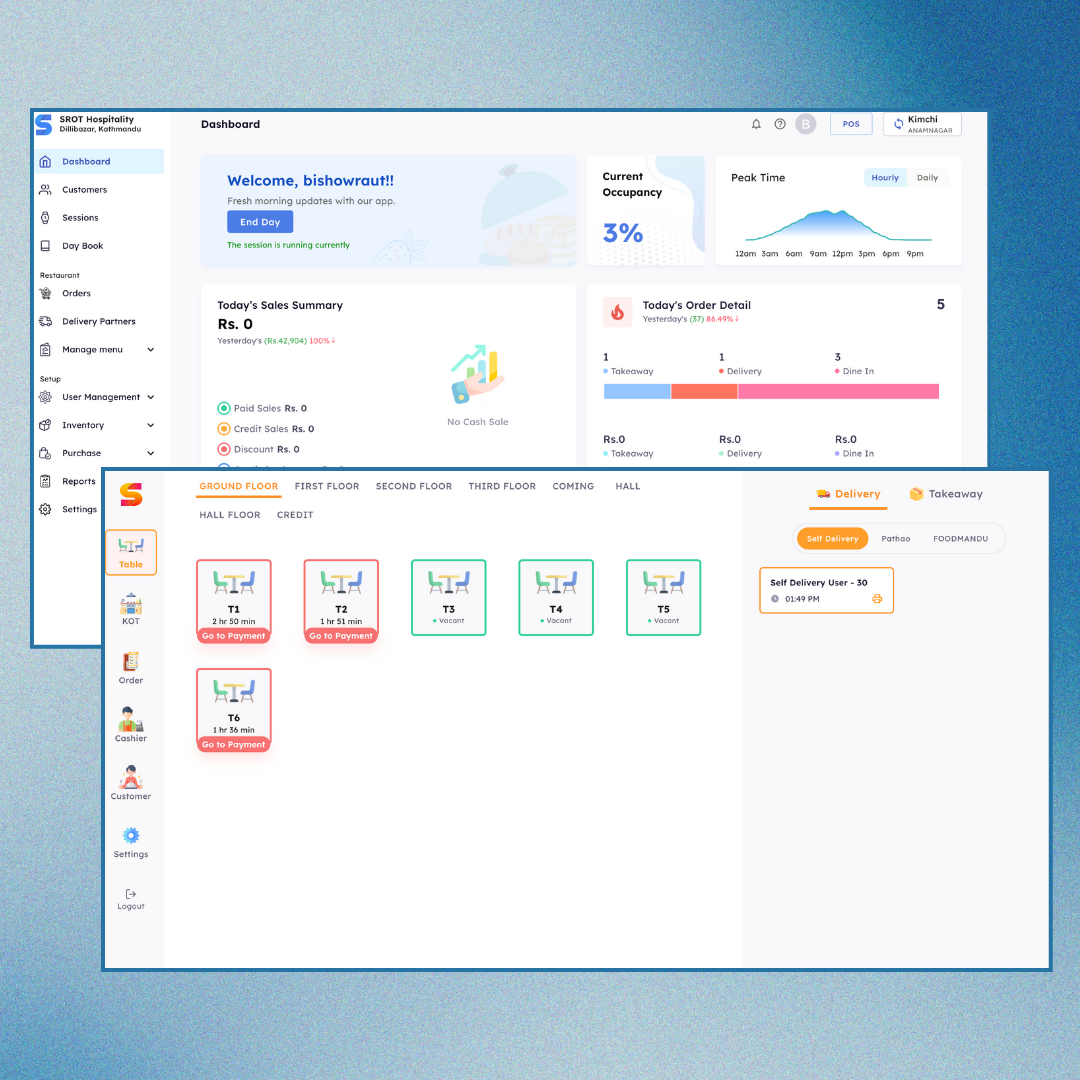 SROT Hospitality
Dillibazar, Kathmandu
Dashboard
B
POS
Kimchi
ANAMNAGAR
Dashboard
Customers
Sessions
Day Book
Restaurant
Orders
Delivery Partners
Manage menu
Setup
User Management
Inventory
Purchase
Reports
Settings
Welcome, bishowraut!!
Fresh morning updates with our app.
End Day
The session is running currently
Current
Occupancy
3%
Peak Time
Hourly Daily
12am 3am 6am 9am 12pm 3pm 6pm 9pm
Today's Sales Summary
Rs. 0
Yesterday's (Rs.42,904) 100%↓
Paid Sales Rs. 0
Credit Sales Rs. 0
Discount Rs. 0
No Cash Sale
Today's Order Detail 5
Yesterday's (37) 86.49%↓
1 1 3
Takeaway Delivery Dine In
Rs.0 Rs.0 Rs.0
Takeaway Delivery Dine In
Table
KOT
Order
Cashier
Customer
Settings
Logout
GROUND FLOOR FIRST FLOOR SECOND FLOOR THIRD FLOOR COMING HALL
HALL FLOOR CREDIT
T1
2 hr 50 min
Go to Payment
T2
1 hr 51 min
Go to Payment
T3
Vacant
T4
Vacant
T5
Vacant
T6
1 hr 36 min
Go to Payment
Delivery Takeaway
Self Delivery Pathao FOODMANDU
Self Delivery User - 30
01:49 PM